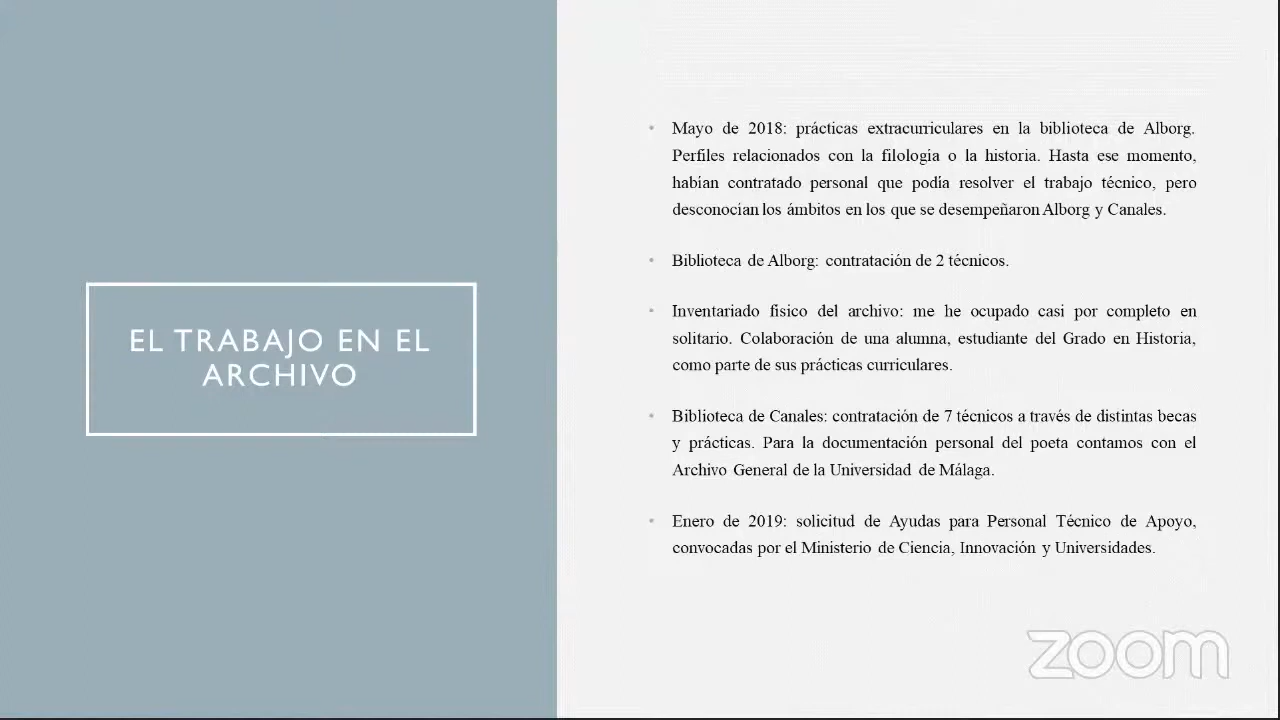 EL TRABAJO EN EL
ARCHIVO
• Mayo de 2018: prácticas extracurriculares en la biblioteca de Alborg.
Perfiles relacionados con la filología o la historia. Hasta ese momento,
habían contratado personal que podía resolver el trabajo técnico, pero
desconocían los ámbitos en los que se desempeñaron Alborg y Canales.
• Biblioteca de Alborg: contratación de 2 técnicos.
• Inventariado físico del archivo: me he ocupado casi por completo en
solitario. Colaboración de una alumna, estudiante del Grado en Historia,
como parte de sus prácticas curriculares.
• Biblioteca de Canales: contratación de 7 técnicos a través de distintas becas
y prácticas. Para la documentación personal del poeta contamos con el
Archivo General de la Universidad de Málaga.
• Enero de 2019: solicitud de Ayudas para Personal Técnico de Apoyo,
convocadas por el Ministerio de Ciencia, Innovación y Universidades.
zoom